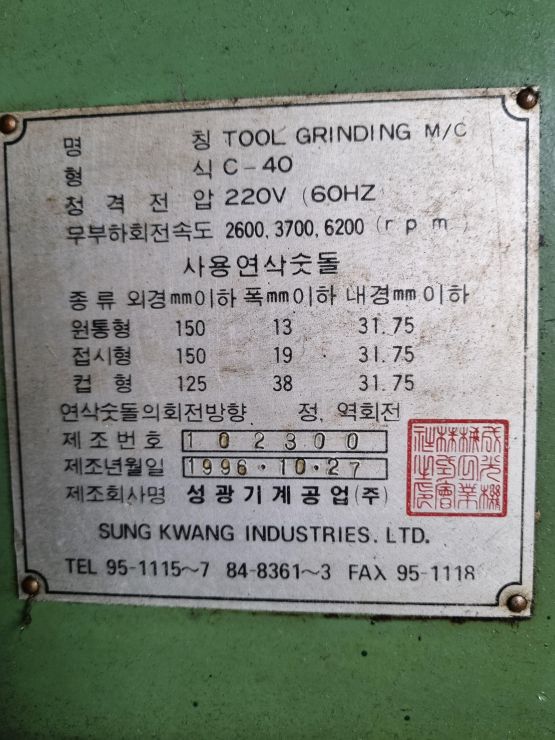 명 칭 TOOL GRINDING M/C
형 식 C-40
정 격 전 압 220V (60HZ)
무부하회전속도 2600, 3700, 6200 (rpm)
사용연삭숫돌
종 류 외경mm이하 폭mm이하 내경mm이하
원통형 150 13 31.75
접시형 150 19 31.75
컵 형 125 38 31.75
연삭숫돌의회전방향 정, 역회전
제 조 번 호 102300
제조년월일 1996.10.27
제조회사명 성광기계공업(주)
SUNG KWANG INDUSTRIES. LTD.
TEL 95-1115~7 84-8361~3 FAX 95-1118